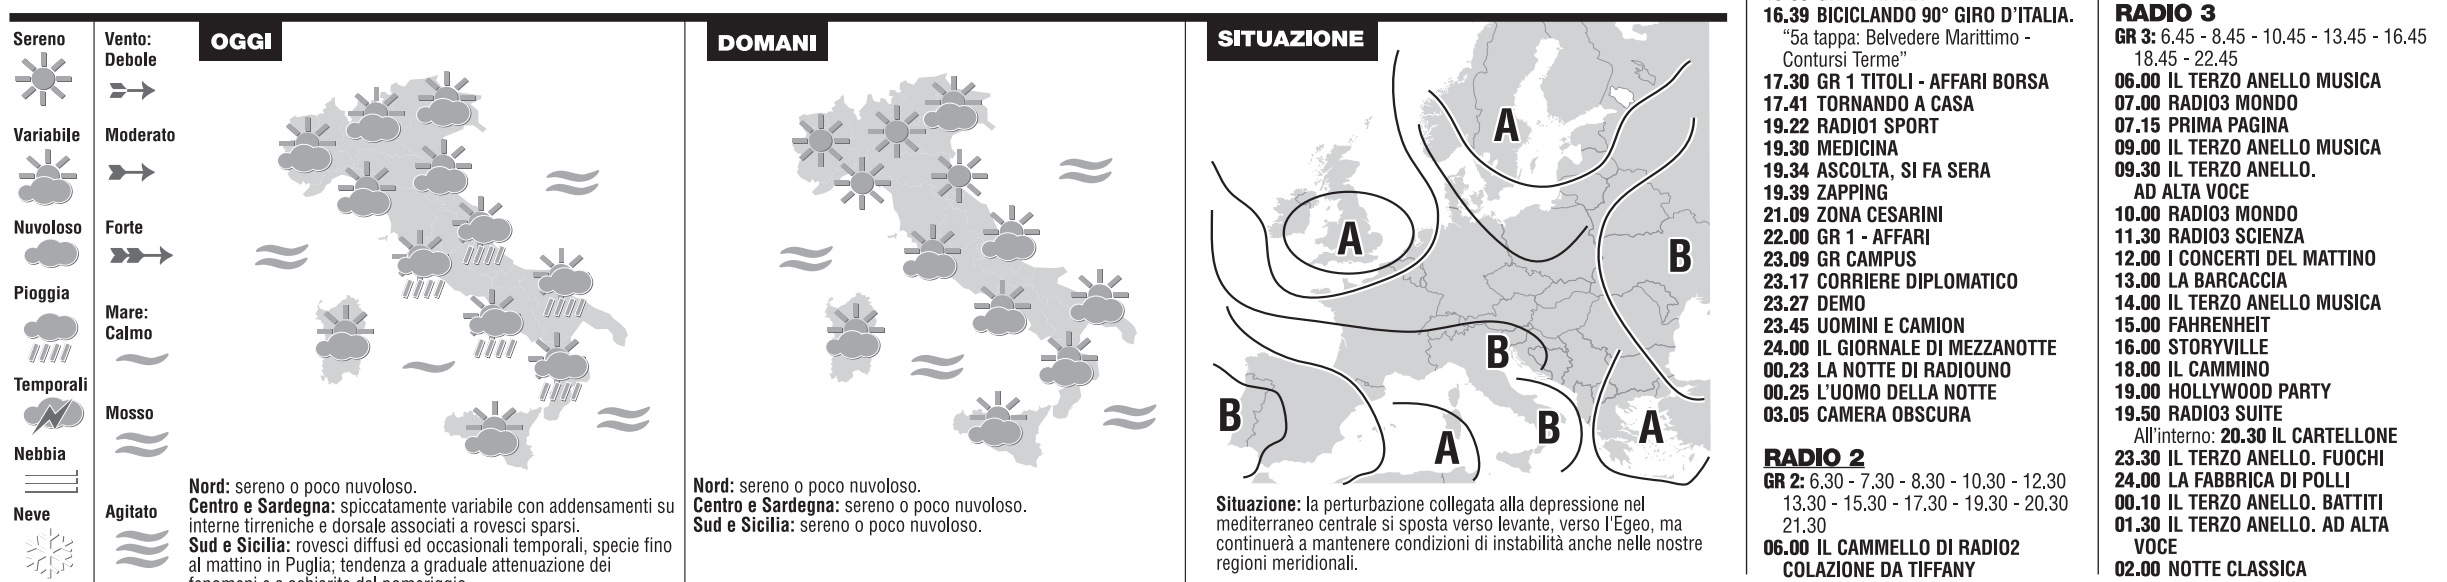 Sereno
Variabile
Nuvoloso
Pioggia
Temporali
Nebbia
Neve
Vento:
Debole
Moderato
Forte
Mare:
Calmo
Mosso
Agitato
OGGI
Nord: sereno o poco nuvoloso.
Centro e Sardegna: spiccatamente variabile con addensamenti su
interne tirreniche e dorsale associati a rovesci sparsi.
Sud e Sicilia: rovesci diffusi ed occasionali temporali, specie fino
al mattino in Puglia; tendenza a graduale attenuazione dei
DOMANI
Nord: sereno o poco nuvoloso.
Centro e Sardegna: sereno o poco nuvoloso.
Sud e Sicilia: sereno o poco nuvoloso.
SITUAZIONE
A
A
B
B
B
A
B
A
Situazione: la perturbazione collegata alla depressione nel
mediterraneo centrale si sposta verso levante, verso l'Egeo, ma
continuerà a mantenere condizioni di instabilità anche nelle nostre
regioni meridionali.
16.39 BICICLANDO 90° GIRO D'ITALIA.
"5a tappa: Belvedere Marittimo -
Contursi Terme"
17.30 GR 1 TITOLI - AFFARI BORSA
17.41 TORNANDO A CASA
19.22 RADIO1 SPORT
19.30 MEDICINA
19.34 ASCOLTA, SI FA SERA
19.39 ZAPPING
21.09 ZONA CESARINI
22.00 GR 1 - AFFARI
23.09 GR CAMPUS
23.17 CORRIERE DIPLOMATICO
23.27 DEMO
23.45 UOMINI E CAMION
24.00 IL GIORNALE DI MEZZANOTTE
00.23 LA NOTTE DI RADIOUNO
00.25 L'UOMO DELLA NOTTE
03.05 CAMERA OBSCURA
RADIO 2
GR 2: 6.30 - 7.30 - 8.30 - 10.30 - 12.30
13.30 - 15.30 - 17.30 - 19.30 - 20.30
21.30
06.00 IL CAMMELLO DI RADIO2
COLAZIONE DA TIFFANY
RADIO 3
GR 3: 6.45 - 8.45 - 10.45 - 13.45 - 16.45
18.45 - 22.45
06.00 IL TERZO ANELLO MUSICA
07.00 RADIO3 MONDO
07.15 PRIMA PAGINA
09.00 IL TERZO ANELLO MUSICA
09.30 IL TERZO ANELLO.
AD ALTA VOCE
10.00 RADIO3 MONDO
11.30 RADIO3 SCIENZA
12.00 I CONCERTI DEL MATTINO
13.00 LA BARCACCIA
14.00 IL TERZO ANELLO MUSICA
15.00 FAHRENHEIT
16.00 STORYVILLE
18.00 IL CAMMINO
19.00 HOLLYWOOD PARTY
19.50 RADIO3 SUITE
All'interno: 20.30 IL CARTELLONE
23.30 IL TERZO ANELLO. FUOCHI
24.00 LA FABBRICA DI POLLI
00.10 IL TERZO ANELLO. BATTITI
01.30 IL TERZO ANELLO. AD ALTA
VOCE
02.00 NOTTE CLASSICA